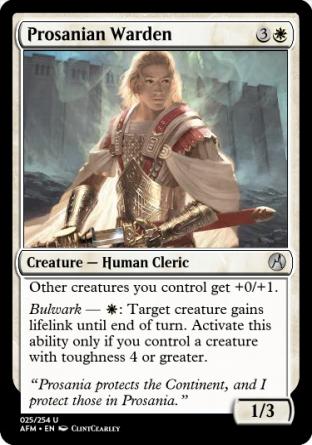 Prosanian Warden 3
Creature — Human Cleric
Other creatures you control get +0/+1.
Bulwark — : Target creature gains
lifelink until end of turn. Activate this
ability only if you control a creature
with toughness 4 or greater.
“Prosania protects the Continent, and I
protect those in Prosania.”
1/3
025/254 U
AFM • EN CLINTCEARLEY